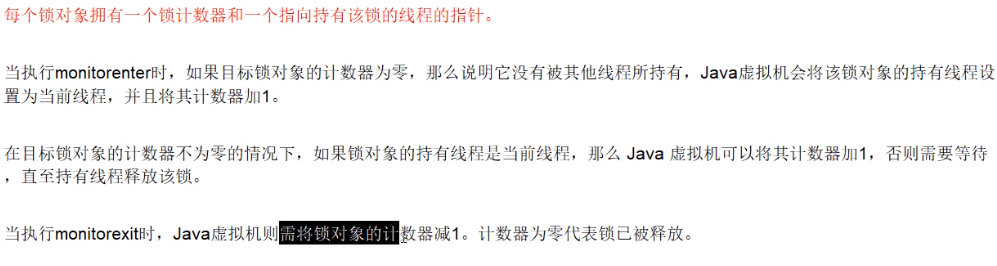 每个锁对象拥有一个锁计数器和一个指向持有该锁的线程的指针。
当执行monitorenter时，如果目标锁对象的计数器为零，那么说明它没有被其他线程所持有，Java虚拟机会将该锁对象的持有线程设
置为当前线程，并且将其计数器加1。
在目标锁对象的计数器不为零的情况下，如果锁对象的持有线程是当前线程，那么 Java 虚拟机可以将其计数器加1，否则需要等待
，直至持有线程释放该锁。
当执行monitorexit时，Java虚拟机则需将锁对象的计数器减1。计数器为零代表锁已被释放。